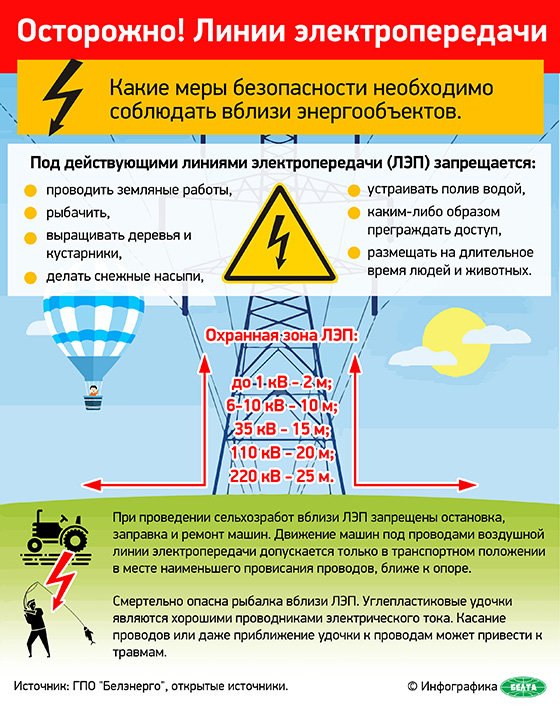 Осторожно! Линии электропередачи
Какие меры безопасности необходимо
соблюдать вблизи энергообъектов.
Под действующими линиями электропередачи (ЛЭП) запрещается:
проводить земляные работы,
рыбачить,
выращивать деревья и
кустарники,
делать снежные насыпи,
устраивать полив водой,
каким-либо образом
преграждать доступ,
размещать на длительное
время людей и животных.
Охранная зона ЛЭП:
до 1 кВ – 2 м;
6-10 кВ – 10 м;
35 кВ – 15 м;
110 кВ – 20 м;
220 кВ – 25 м.
При проведении сельхозработ вблизи ЛЭП запрещены остановка,
заправка и ремонт машин. Движение машин под проводами воздушной
линии электропередачи допускается только в транспортном положении
в месте наименьшего провисания проводов, ближе к опоре.
Смертельно опасна рыбалка вблизи ЛЭП. Углепластиковые удочки
являются хорошими проводниками электрического тока. Касание
проводов или даже приближение удочки к проводам может привести к
травмам.
Источник: ГПО "Белэнерго", открытые источники.
© Инфографика БЕЛТА